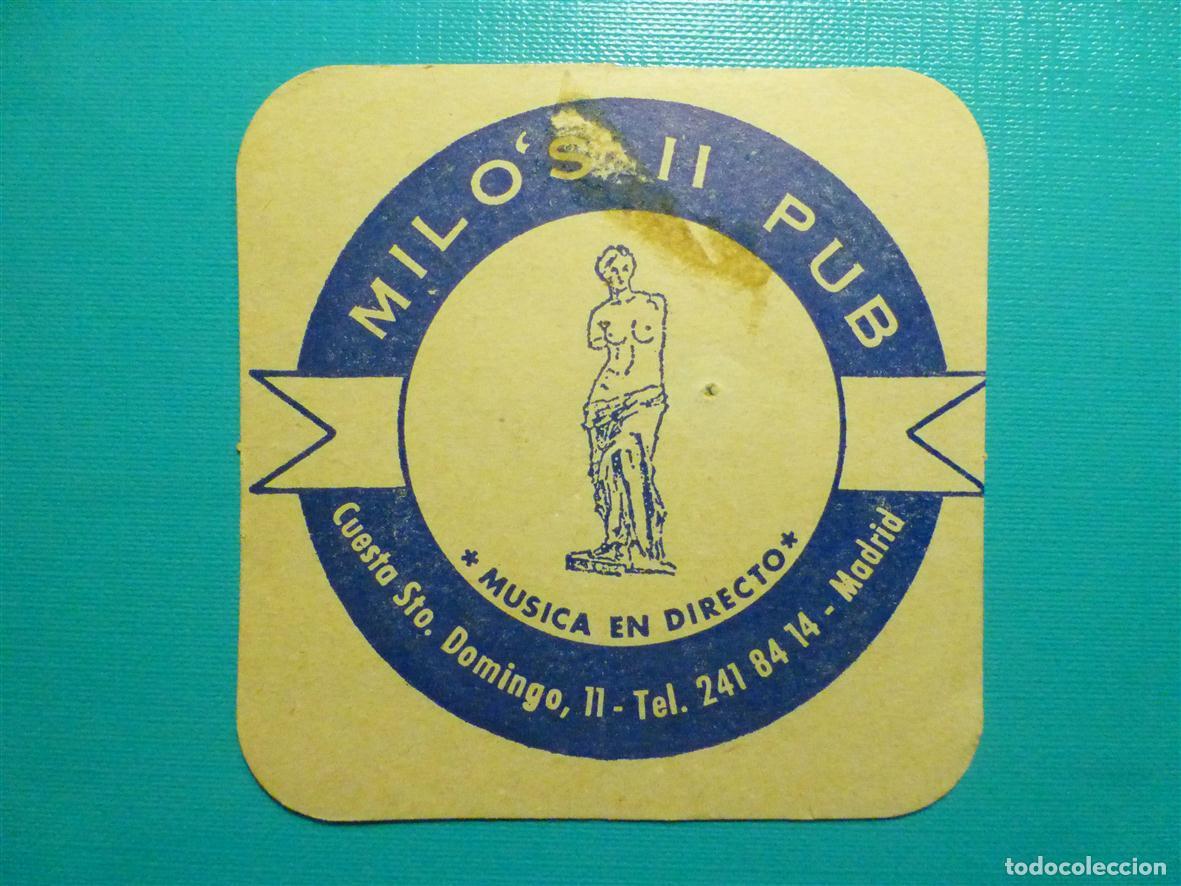 MILO'S II PUB
* MUSICA EN DIRECTO *
Cuesta Sto. Domingo, 11 - Tel. 241 84 14 - Madrid
todocoleccion